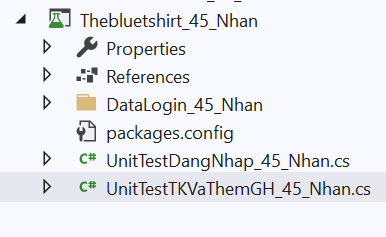 Thebluetshirt_45_Nhan
Properties
References
DataLogin_45_Nhan
packages.config
C# UnitTestDangNhap_45_Nhan.cs
C# UnitTestTKVaThemGH_45_Nhan.cs